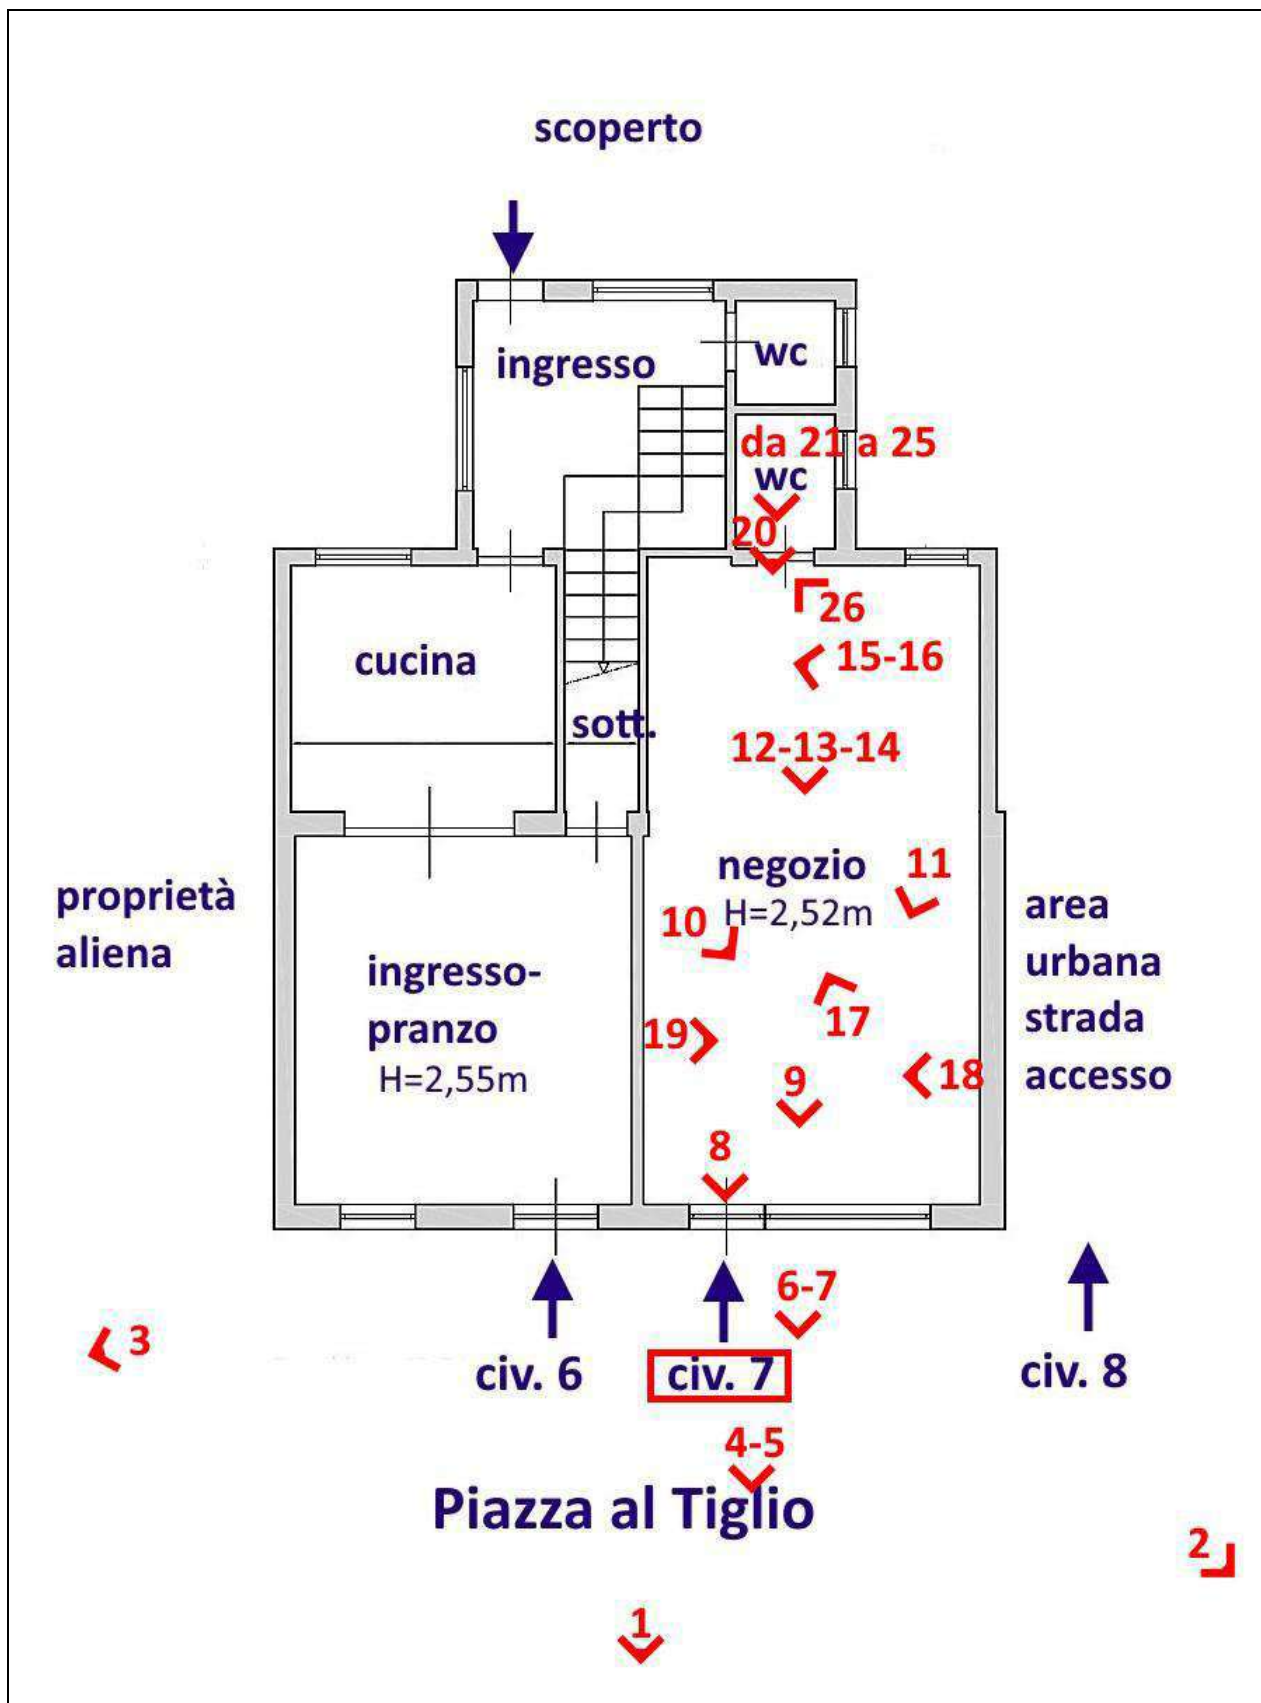 scoperto
ingresso
wc
da 21 a 25
wc
20
26
cucina
15-16
sott.
12-13-14
negozio
H=2,52m
11
10
proprietà
aliena
area
urbana
strada
accesso
ingresso-
pranzo
H=2,55m
17
19
18
9
8
6-7
3
civ. 6
civ. 7
civ. 8
4-5
Piazza al Tiglio
2
1